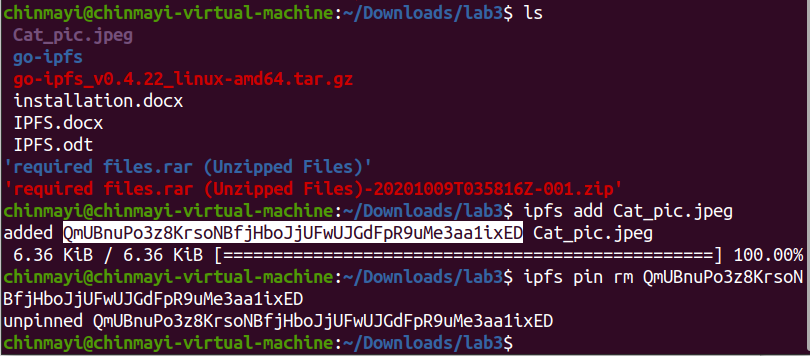 chinmayi@chinmayi-virtual-machine:~/Downloads/lab3$ ls
Cat_pic.jpeg
go-ipfs
go-ipfs_v0.4.22_linux-amd64.tar.gz
installation.docx
IPFS.docx
IPFS.odt
'required files.rar (Unzipped Files)'
'required files.rar (Unzipped Files)-20201009T035816Z-001.zip'
chinmayi@chinmayi-virtual-machine:~/Downloads/lab3$ ipfs add Cat_pic.jpeg
added QmUBnuPo3z8KrsoNBfjHboJjUFwUJGdFpR9uMe3aa1ixED Cat_pic.jpeg
6.36 KiB / 6.36 KiB [=================================================] 100.00%
chinmayi@chinmayi-virtual-machine:~/Downloads/lab3$ ipfs pin rm QmUBnuPo3z8KrsoN
BfjHboJjUFwUJGdFpR9uMe3aa1ixED
unpinned QmUBnuPo3z8KrsoNBfjHboJjUFwUJGdFpR9uMe3aa1ixED
chinmayi@chinmayi-virtual-machine:~/Downloads/lab3$